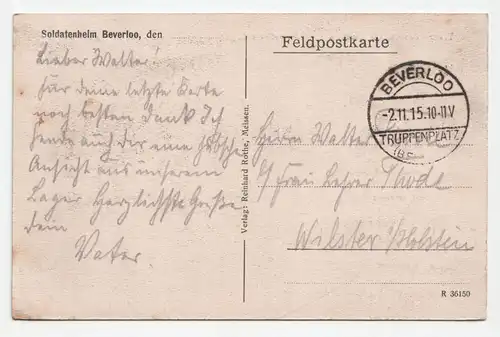 Soldatenheim Beverloo, den
Lieber Walter!
Für deine letzte Karte
noch besten Dank Ich
sende auch dir eine hübsche
Ansicht aus unserem
Lager Herzlichste Grüße
dein
Vater.
Verlag: Reinhard Rothe, Meissen.
Feldpostkarte
BEVERLOO
-2.11.15.10-11V
TRUPPENPLATZ
Herrn Walter
b/ Frau Lehrer Thode
Wilster i/Holstein
R 36150